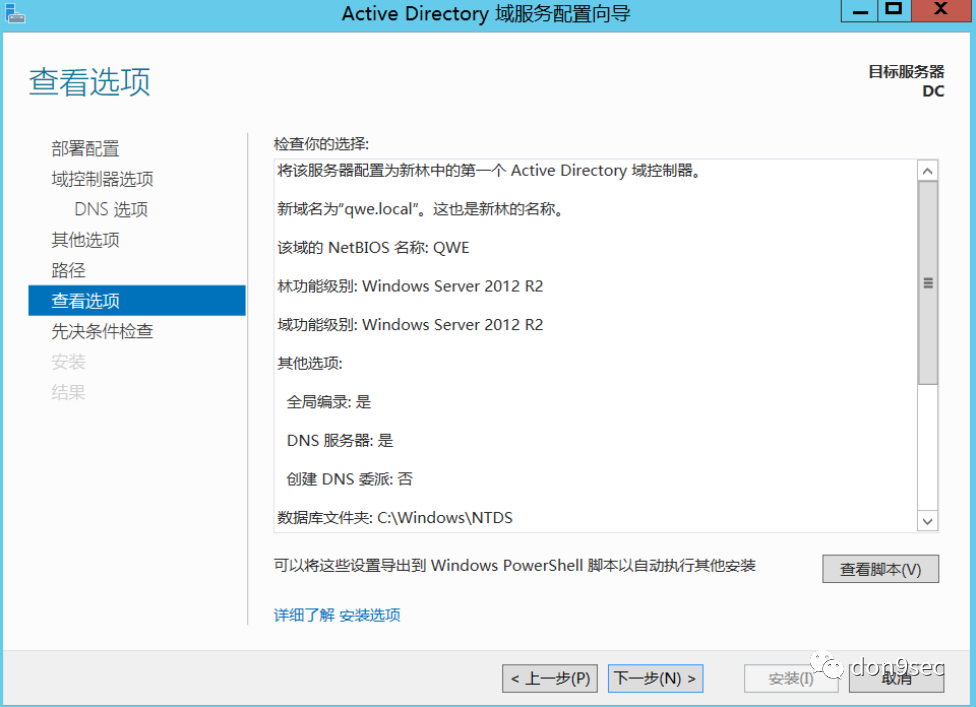 Active Directory 域服务配置向导
查看选项
目标服务器
DC
部署配置
域控制器选项
DNS 选项
其他选项
路径
查看选项
先决条件检查
安装
结果
检查你的选择:
将该服务器配置为新林中的第一个 Active Directory 域控制器。
新域名为“qwe.local”。这也是新林的名称。
该域的 NetBIOS 名称: QWE
林功能级别: Windows Server 2012 R2
域功能级别: Windows Server 2012 R2
其他选项:
全局编录: 是
DNS 服务器: 是
创建 DNS 委派: 否
数据库文件夹: C:\Windows\NTDS
可以将这些设置导出到 Windows PowerShell 脚本以自动执行其他安装
查看脚本(V)
详细了解 安装选项
< 上一步(P)
下一步(N) >
安装(I)
取消
don9sec